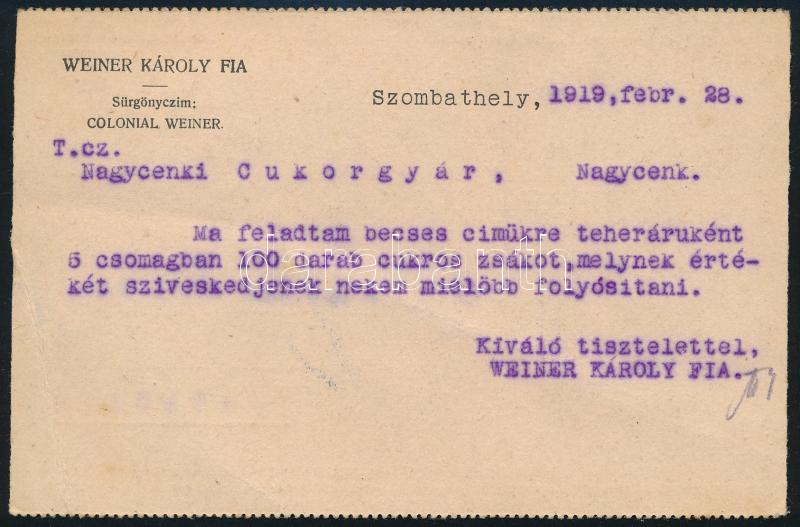 WEINER KÁROLY FIA
Sürgönyczim:
COLONIAL WEINER.
Szombathely, 1919, febr. 28.
T.cz.
Nagycenki Cukorgyár, Nagycenk.
Ma feladtam becses cimükre teheráruként
5 csomagban 100 darab cukros zsákot, melynek érté-
két sziveskedjenek nekem mielöbb folyósitani.
Kiváló tisztelettel,
WEINER KÁROLY FIA.
darabanth